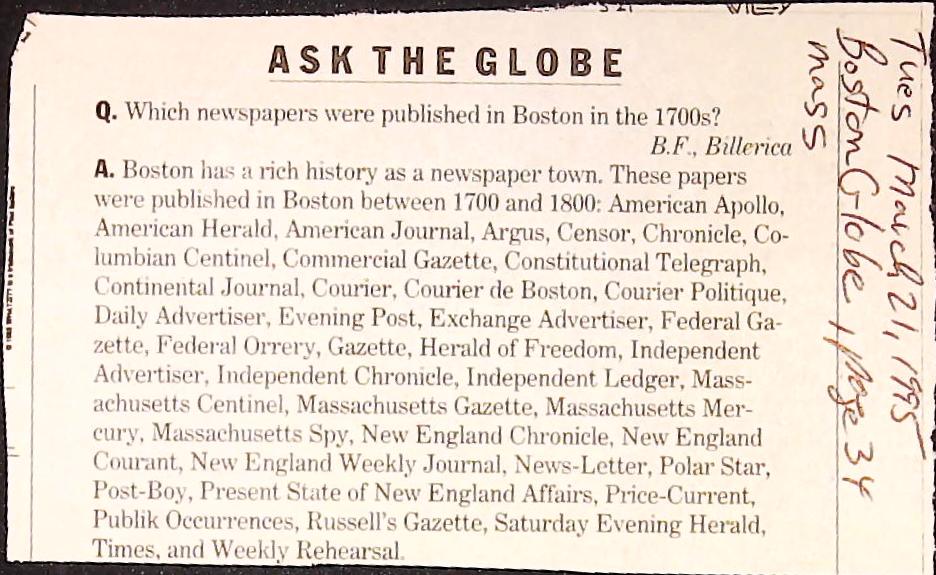 ASK THE GLOBE
Q. Which newspapers were published in Boston in the 1700s?
B.F., Billerica
A. Boston has a rich history as a newspaper town. These papers
were published in Boston between 1700 and 1800: American Apollo,
American Herald, American Journal, Argus, Censor, Chronicle, Co-
lumbian Centinel, Commercial Gazette, Constitutional Telegraph,
Continental Journal, Courier, Courier de Boston, Courier Politique,
Daily Advertiser, Evening Post, Exchange Advertiser, Federal Ga-
zette, Federal Orrery, Gazette, Herald of Freedom, Independent
Advertiser, Independent Chronicle, Independent Ledger, Mass-
achusetts Centinel, Massachusetts Gazette, Massachusetts Mer-
cury, Massachusetts Spy, New England Chronicle, New England
Courant, New England Weekly Journal, News-Letter, Polar Star,
Post-Boy, Present State of New England Affairs, Price-Current,
Publik Occurrences, Russell's Gazette, Saturday Evening Herald,
Times, and Weekly Rehearsal.
Tues March 21, 1995
Boston Globe, page 34
mass